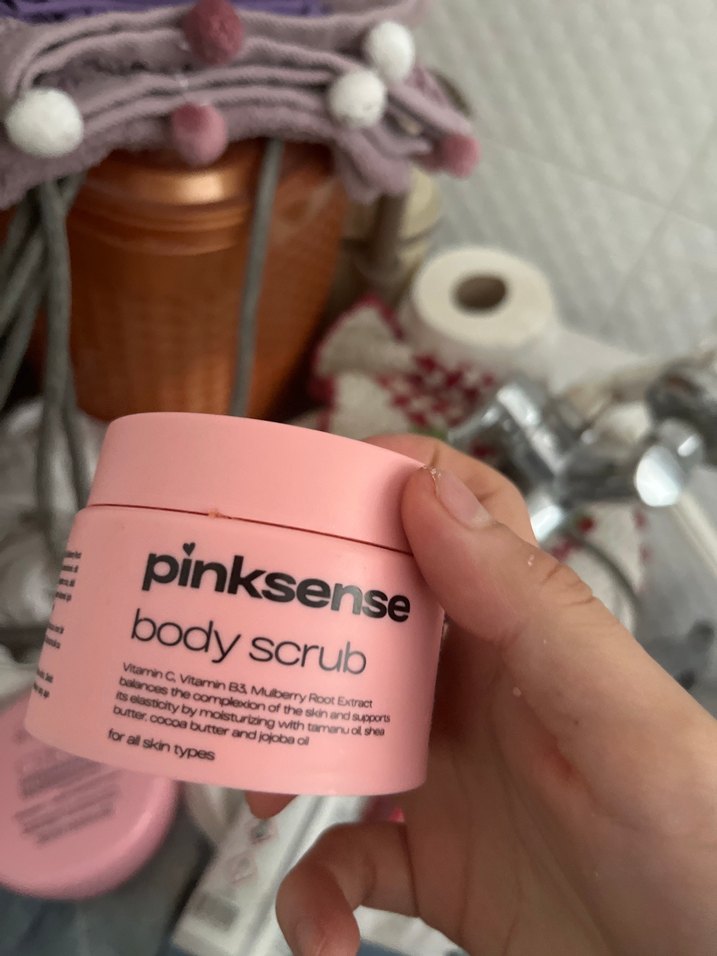 pinksense
body scrub
Vitamin C, Vitamin B3, Mulberry Root Extract
balances the complexion of the skin and supports
its elasticity by moisturizing with tamanu oil, shea
butter, cocoa butter and jojoba oil
for all skin types